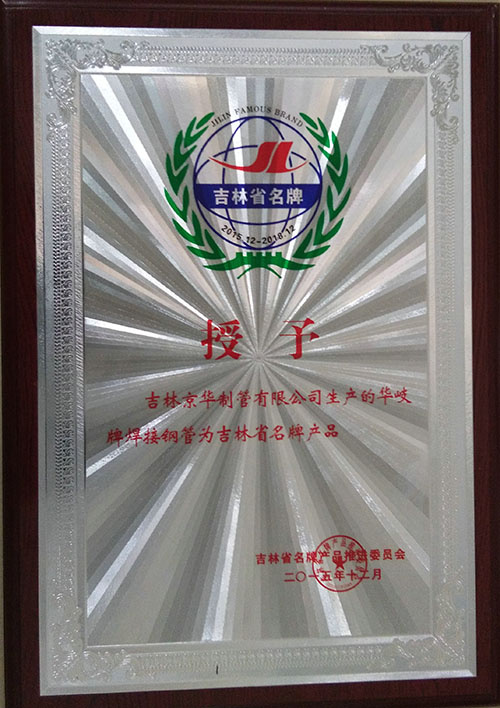 JILIN FAMOUS BRAND
吉林省名牌
2015.12-2018.12
授予
吉林京华制管有限公司生产的华岐
牌焊接钢管为吉林省名牌产品
吉林省名牌产品推进委员会
二〇一五年十二月